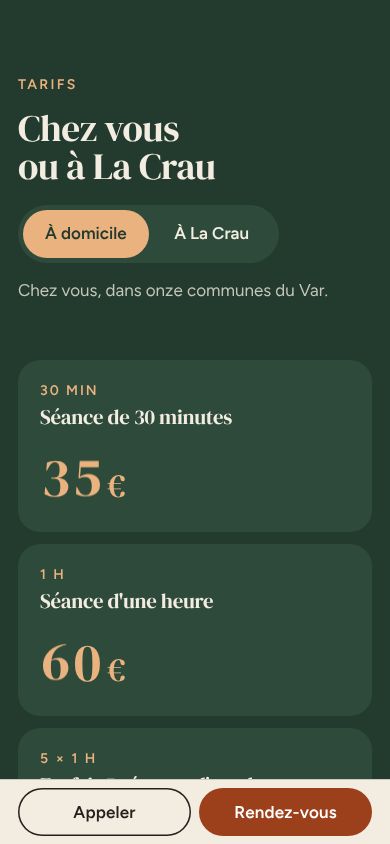 TARIFS
Chez vous
ou à La Crau
À domicile
À La Crau
Chez vous, dans onze communes du Var.
30 MIN
Séance de 30 minutes
35 €
1 H
Séance d'une heure
60 €
5 × 1 H
Appeler
Rendez-vous